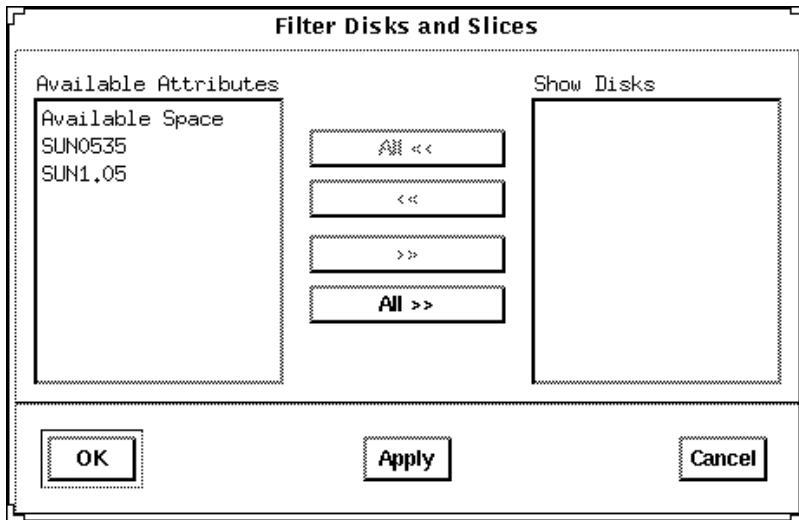 Filter Disks and Slices
Available Attributes
Available Space
SUN0535
SUN1.05
All <<
<<
>>
All >>
Show Disks
OK
Apply
Cancel